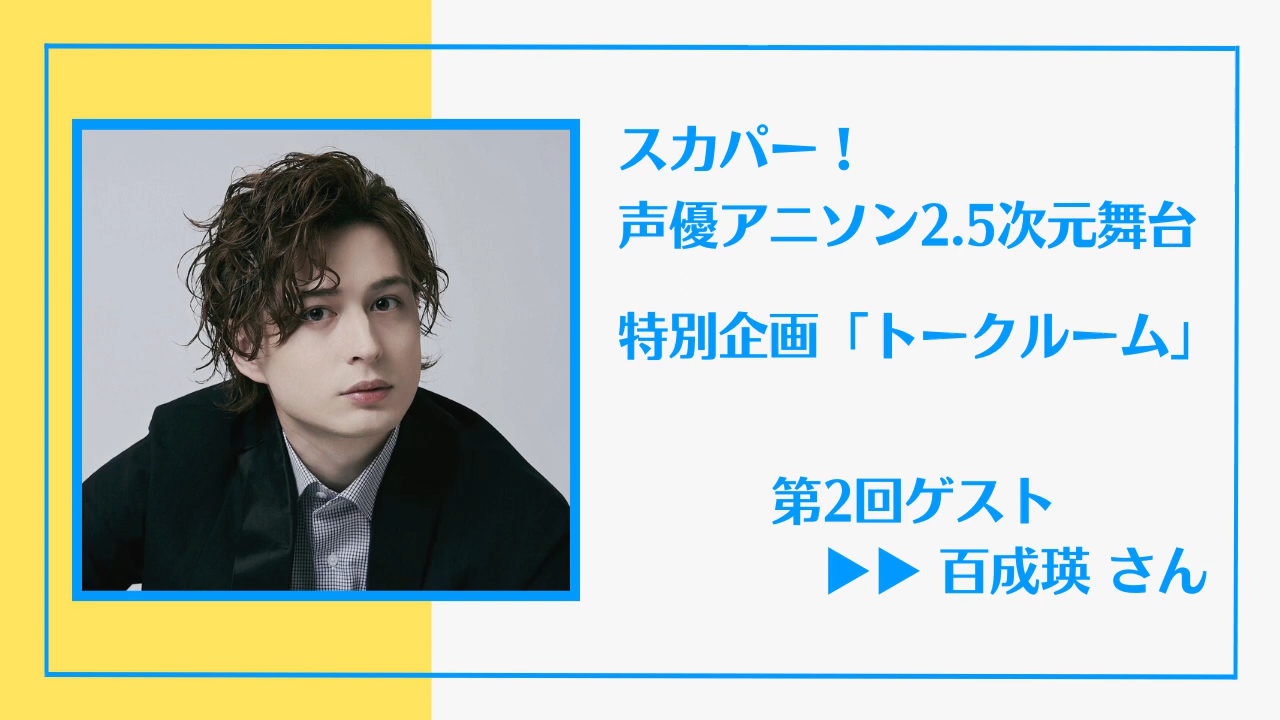 スカパー！
声優アニソン2.5次元舞台
特別企画「トークルーム」
第2回ゲスト
▶▶ 百成瑛 さん